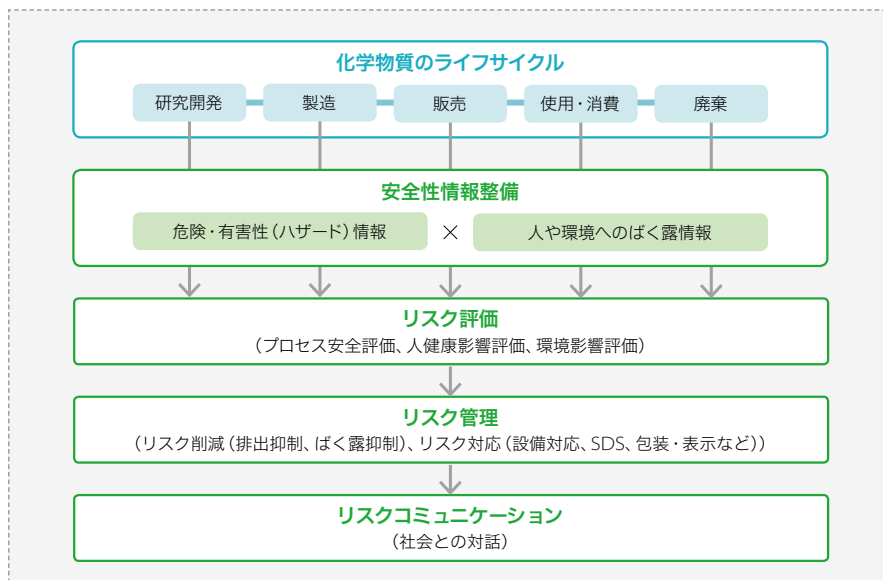 化学物質のライフサイクル
研究開発 製造 販売 使用・消費 廃棄
安全性情報整備
危険・有害性(ハザード)情報 × 人や環境へのばく露情報
リスク評価
(プロセス安全評価、人健康影響評価、環境影響評価)
リスク管理
(リスク削減(排出抑制、ばく露抑制)、リスク対応(設備対応、SDS、包装・表示など))
リスクコミュニケーション
(社会との対話)